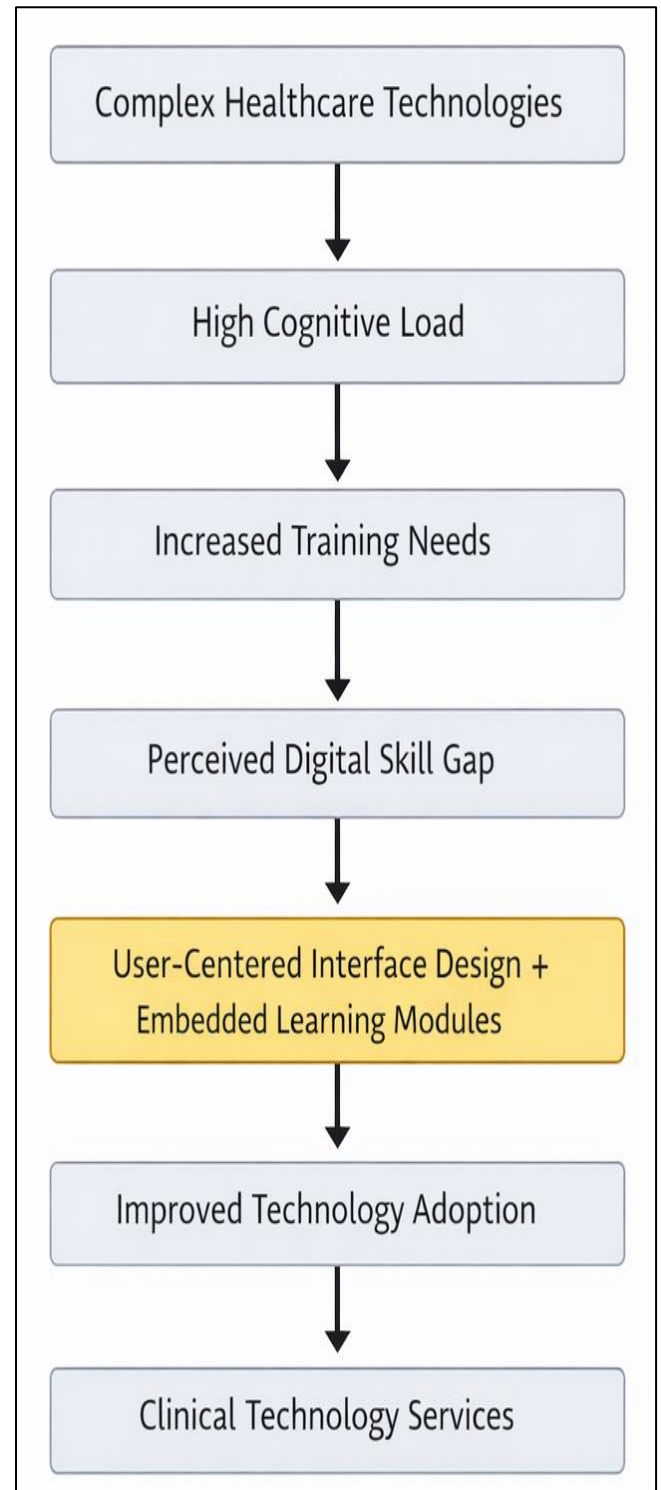 Complex Healthcare Technologies
High Cognitive Load
Increased Training Needs
Perceived Digital Skill Gap
User-Centered Interface Design +
Embedded Learning Modules
Improved Technology Adoption
Clinical Technology Services